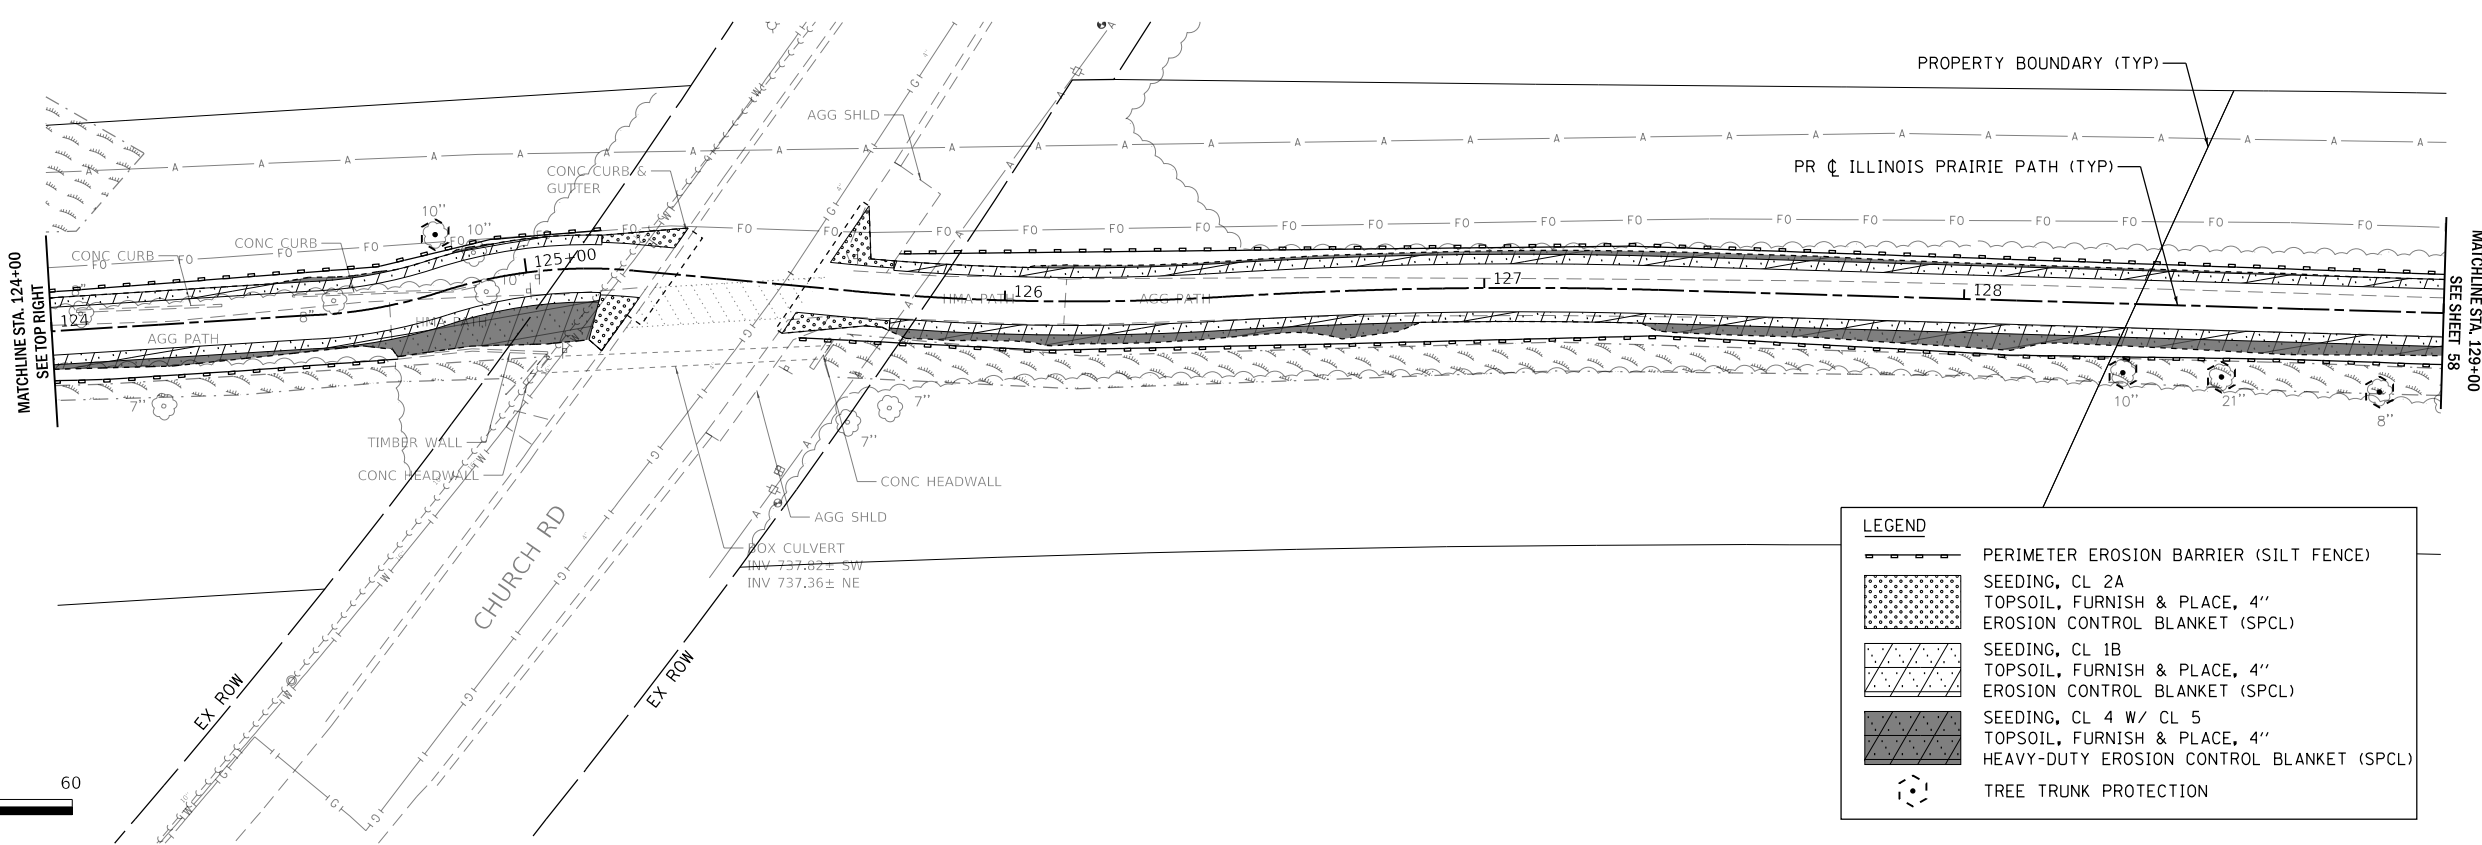 PROPERTY BOUNDARY (TYP)
AGG SHLD
PR ℄ ILLINOIS PRAIRIE PATH (TYP)
CONC CURB &
GUTTER
10''
10''
CONC CURB
CONC CURB
125+00
MATCHLINE STA. 124+00
SEE TOP RIGHT
124
8''
10
HMA PATH
AGG PATH
HMA PATH
126
AGG PATH
127
128
MATCHLINE STA. 129+00
SEE SHEET 58
7''
7''
7''
10''
21''
8''
TIMBER WALL
CONC HEADWALL
CONC HEADWALL
AGG SHLD
BOX CULVERT
INV 737.82± SW
INV 737.36± NE
CHURCH RD
EX ROW
EX ROW
60
LEGEND
PERIMETER EROSION BARRIER (SILT FENCE)
SEEDING, CL 2A
TOPSOIL, FURNISH & PLACE, 4''
EROSION CONTROL BLANKET (SPCL)
SEEDING, CL 1B
TOPSOIL, FURNISH & PLACE, 4''
EROSION CONTROL BLANKET (SPCL)
SEEDING, CL 4 W/ CL 5
TOPSOIL, FURNISH & PLACE, 4''
HEAVY-DUTY EROSION CONTROL BLANKET (SPCL)
TREE TRUNK PROTECTION